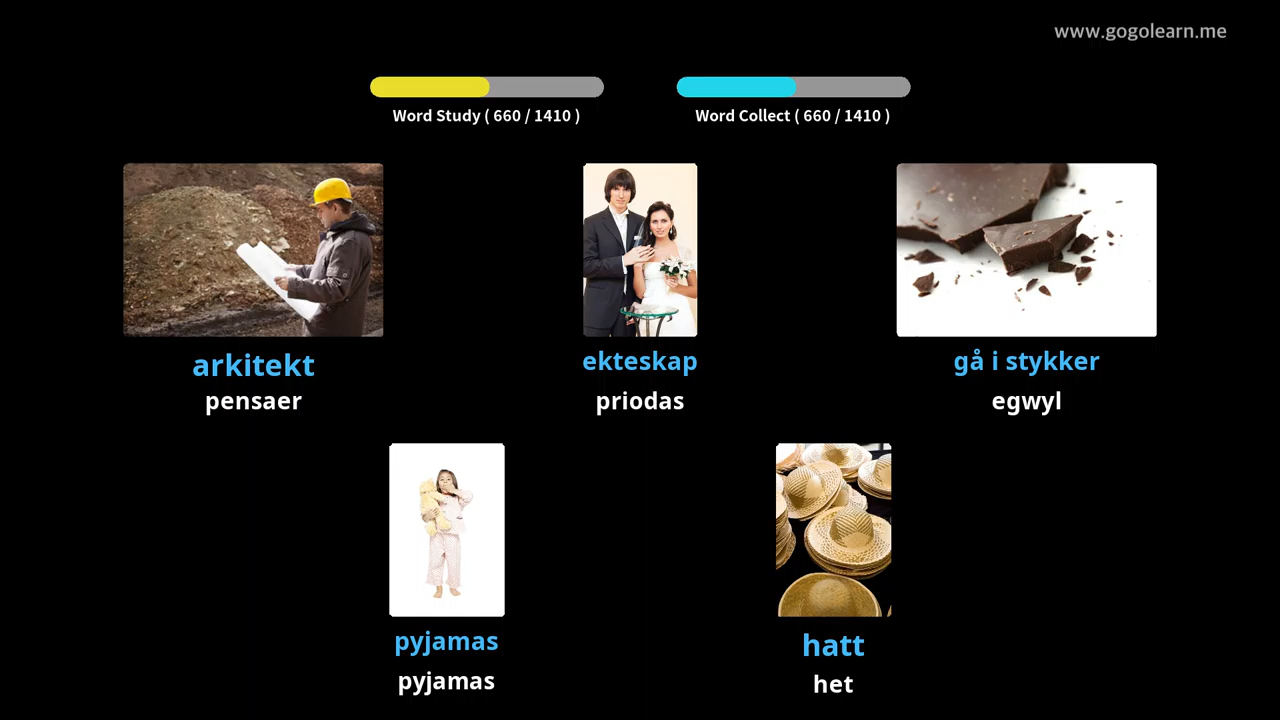 www.gogolearn.me
Word Study ( 660 / 1410 )
Word Collect ( 660 / 1410 )
arkitekt
pensaer
ekteskap
priodas
gå i stykker
egwyl
pyjamas
pyjamas
hatt
het